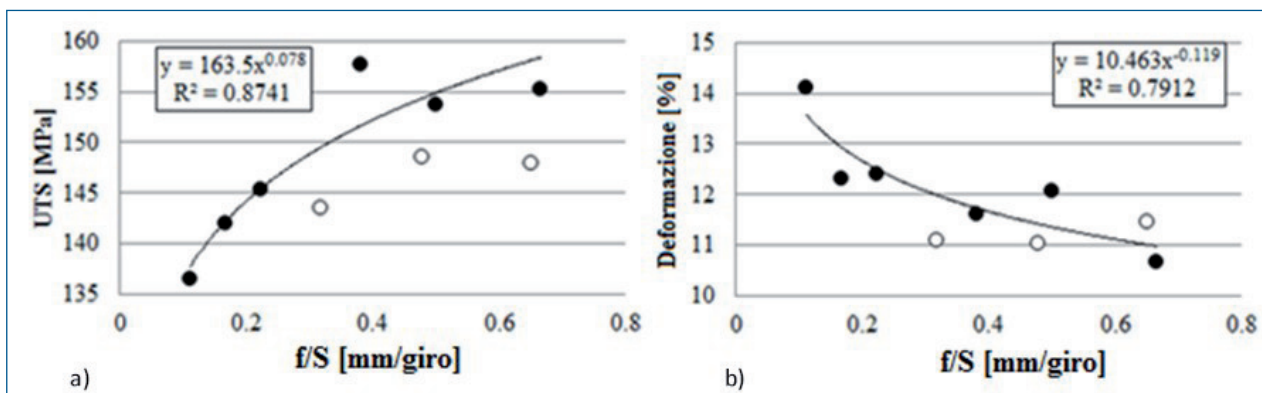 160
155
150
145
140
135
UTS [MPa]
y = 163.5x^0.078
R² = 0.8741
0 0.2 0.4 0.6 0.8
f/S [mm/giro]
a)
15
14
13
12
11
10
Deformazione [%]
y = 10.463x^-0.119
R² = 0.7912
0 0.2 0.4 0.6 0.8
f/S [mm/giro]
b)